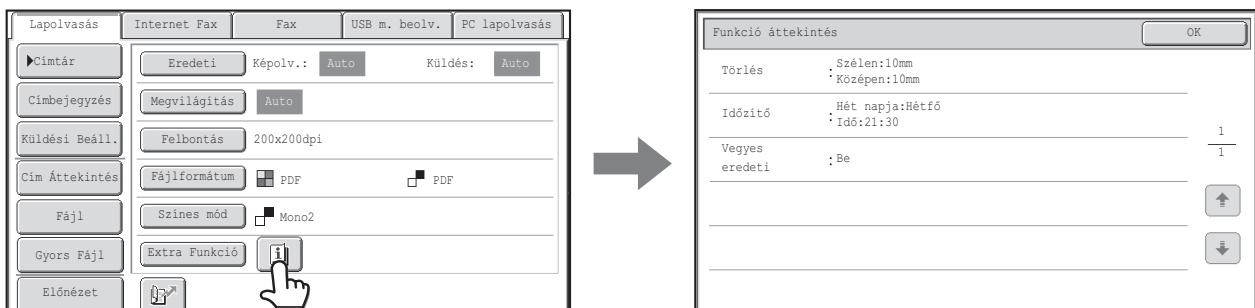 Lapolvasás Internet Fax Fax USB m. beolv. PC lapolvasás
Címtár Eredeti Képolv.: Auto Küldés: Auto
Címbejegyzés Megvilágítás Auto
Küldési Beáll. Felbontás 200x200dpi
Cím Áttekintés Fájlformátum PDF PDF
Fájl Színes mód Mono2
Gyors Fájl Extra Funkció
Előnézet
Funkció áttekintés OK
Törlés :Szélen:10mm
Középen:10mm
Időzítő :Hét napja:Hétfő
Idő:21:30
Vegyes
eredeti :Be
1
1